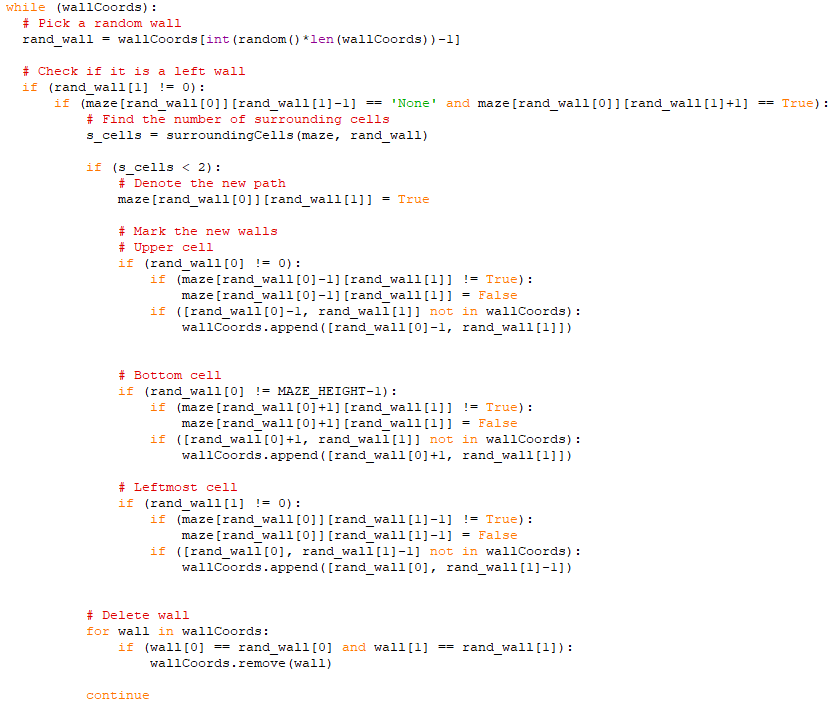 while (wallCoords):
  # Pick a random wall
  rand_wall = wallCoords[int(random()*len(wallCoords))-1]

  # Check if it is a left wall
  if (rand_wall[1] != 0):
      if (maze[rand_wall[0]][rand_wall[1]-1] == 'None' and maze[rand_wall[0]][rand_wall[1]+1] == True):
          # Find the number of surrounding cells
          s_cells = surroundingCells(maze, rand_wall)

          if (s_cells < 2):
              # Denote the new path
              maze[rand_wall[0]][rand_wall[1]] = True

              # Mark the new walls
              # Upper cell
              if (rand_wall[0] != 0):
                  if (maze[rand_wall[0]-1][rand_wall[1]] != True):
                      maze[rand_wall[0]-1][rand_wall[1]] = False
                  if ([rand_wall[0]-1, rand_wall[1]] not in wallCoords):
                      wallCoords.append([rand_wall[0]-1, rand_wall[1]])


              # Bottom cell
              if (rand_wall[0] != MAZE_HEIGHT-1):
                  if (maze[rand_wall[0]+1][rand_wall[1]] != True):
                      maze[rand_wall[0]+1][rand_wall[1]] = False
                  if ([rand_wall[0]+1, rand_wall[1]] not in wallCoords):
                      wallCoords.append([rand_wall[0]+1, rand_wall[1]])

              # Leftmost cell
              if (rand_wall[1] != 0):
                  if (maze[rand_wall[0]][rand_wall[1]-1] != True):
                      maze[rand_wall[0]][rand_wall[1]-1] = False
                  if ([rand_wall[0], rand_wall[1]-1] not in wallCoords):
                      wallCoords.append([rand_wall[0], rand_wall[1]-1])


          # Delete wall
          for wall in wallCoords:
              if (wall[0] == rand_wall[0] and wall[1] == rand_wall[1]):
                  wallCoords.remove(wall)

          continue